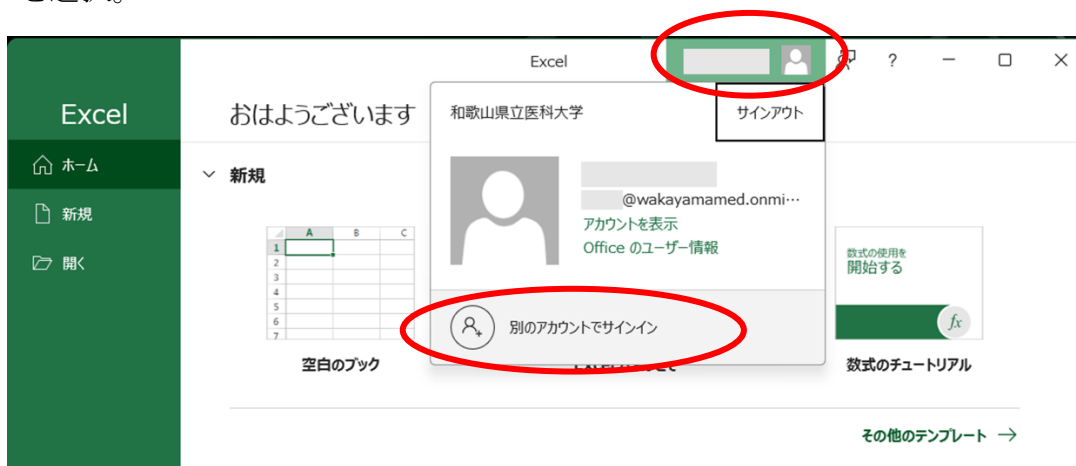 Excel
?
Excel
おはようございます
和歌山県立医科大学
サインアウト
ホーム
新規
@wakayamamed.onmi…
新規
アカウントを表示
Office のユーザー情報
開く
A B C
1
2
3
4
5
6
7
数式の使用を
開始する
fx
別のアカウントでサインイン
空白のブック
数式のチュートリアル
その他のテンプレート →